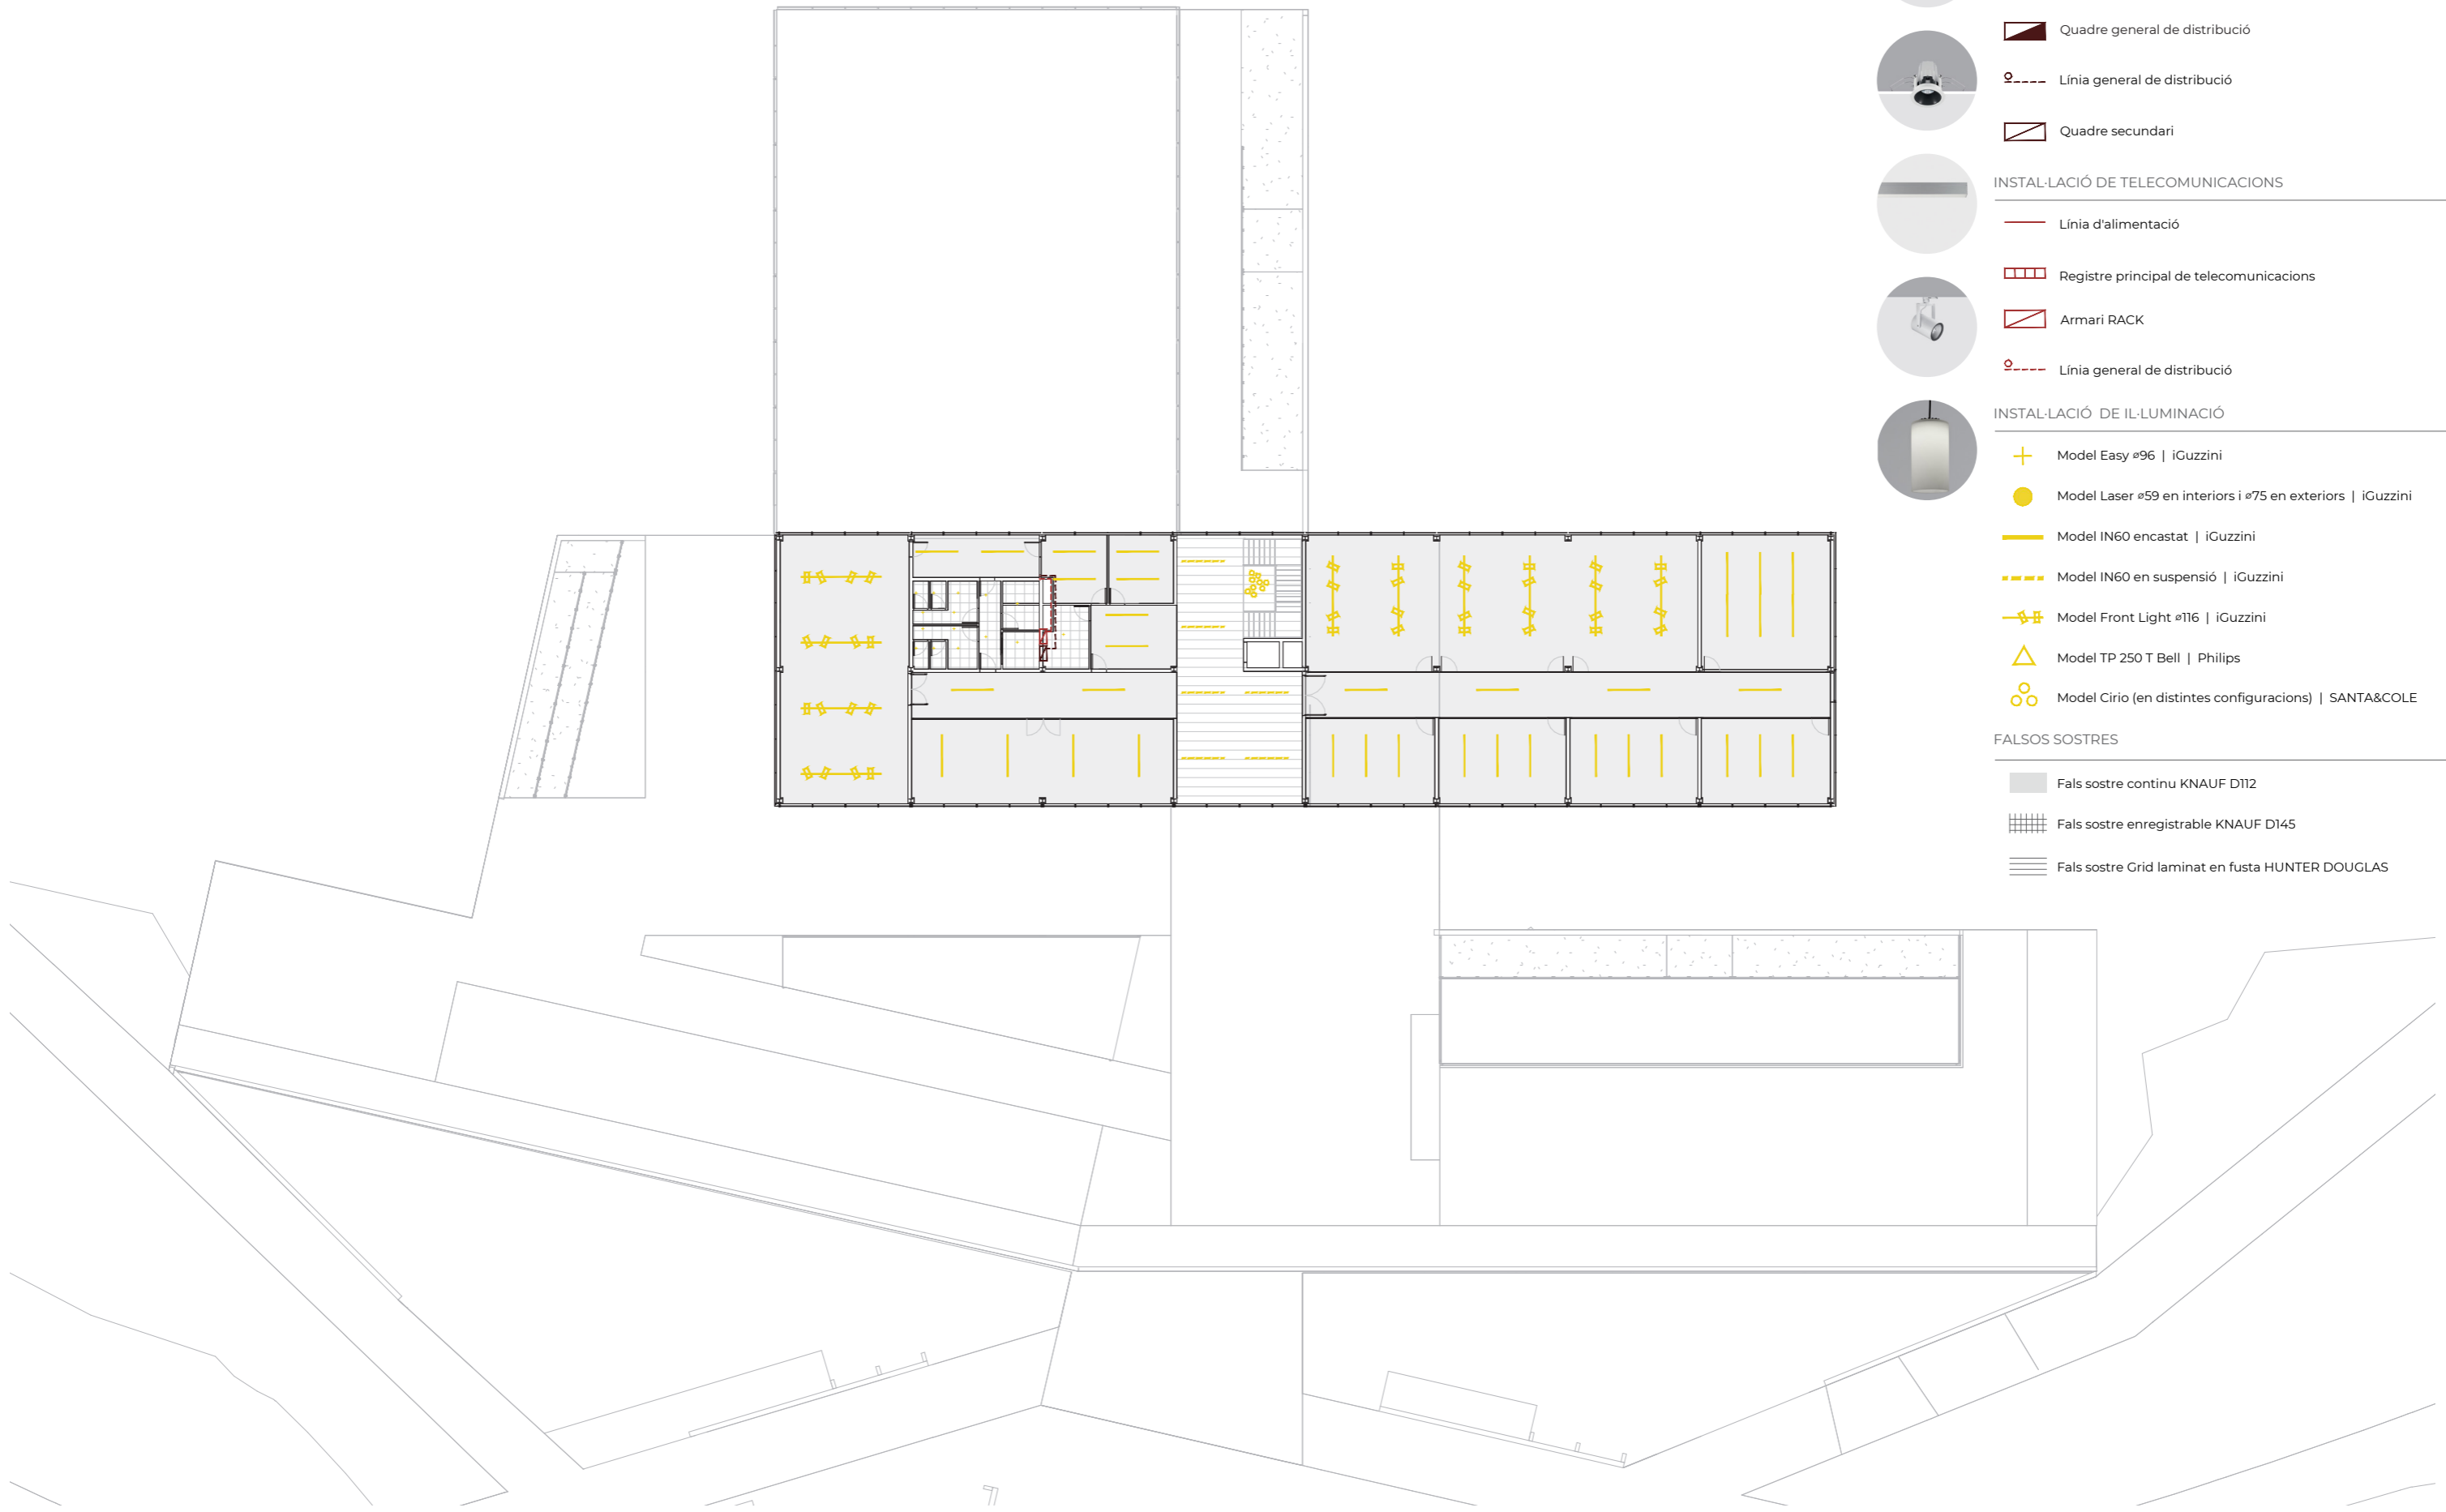 Quadre general de distribució
Línia general de distribució
Quadre secundari
INSTAL·LACIÓ DE TELECOMUNICACIONS
Línia d'alimentació
Registre principal de telecomunicacions
Armari RACK
Línia general de distribució
INSTAL·LACIÓ DE IL·LUMINACIÓ
Model Easy ø96 | iGuzzini
Model Laser ø59 en interiors i ø75 en exteriors | iGuzzini
Model IN60 encastat | iGuzzini
Model IN60 en suspensió | iGuzzini
Model Front Light ø116 | iGuzzini
Model TP 250 T Bell | Philips
Model Cirio (en distintes configuracions) | SANTA&COLE
FALSOS SOSTRES
Fals sostre continu KNAUF D112
Fals sostre enregistrable KNAUF D145
Fals sostre Grid laminat en fusta HUNTER DOUGLAS